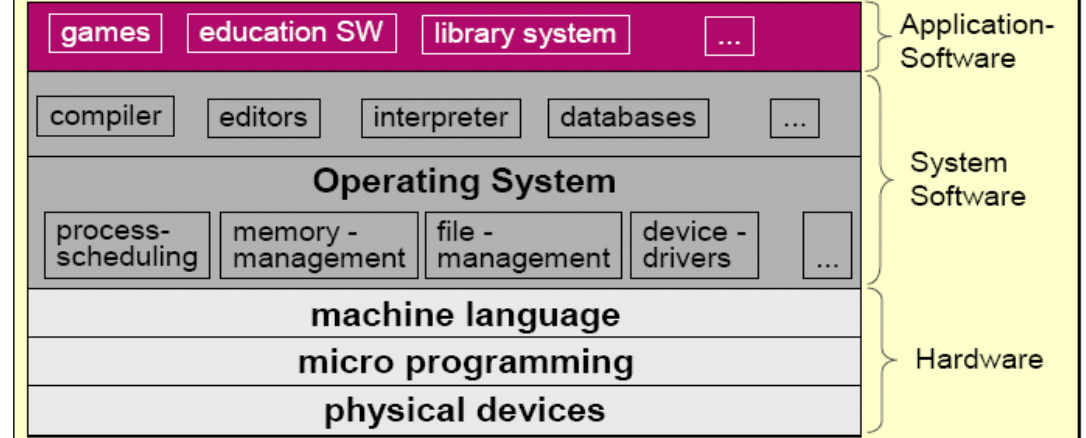 games education SW library system ...
Application-
Software
compiler editors interpreter databases ...
System
Software
Operating System
process- memory - file - device - ...
scheduling management management drivers
machine language
micro programming
Hardware
physical devices